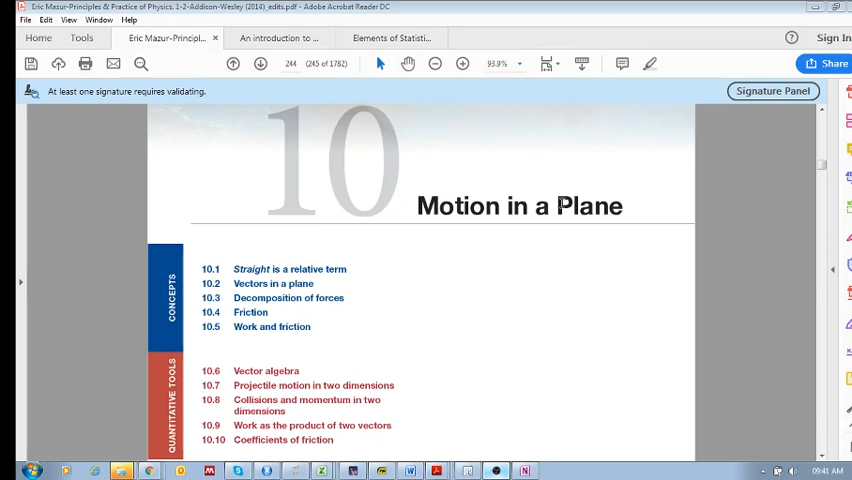 Eric Mazur-Principles & Practice of Physics. 1-2-Addison-Wesley (2014)_edits.pdf - Adobe Acrobat Reader DC
File Edit View Window Help
Home Tools Eric Mazur-Principl... × An introduction to ... Elements of Statisti... Sign In
244 (245 of 1782) 93.9% Share
At least one signature requires validating. Signature Panel
10
Motion in a Plane
CONCEPTS
10.1 Straight is a relative term
10.2 Vectors in a plane
10.3 Decomposition of forces
10.4 Friction
10.5 Work and friction
QUANTITATIVE TOOLS
10.6 Vector algebra
10.7 Projectile motion in two dimensions
10.8 Collisions and momentum in two
dimensions
10.9 Work as the product of two vectors
10.10 Coefficients of friction
09:41 AM